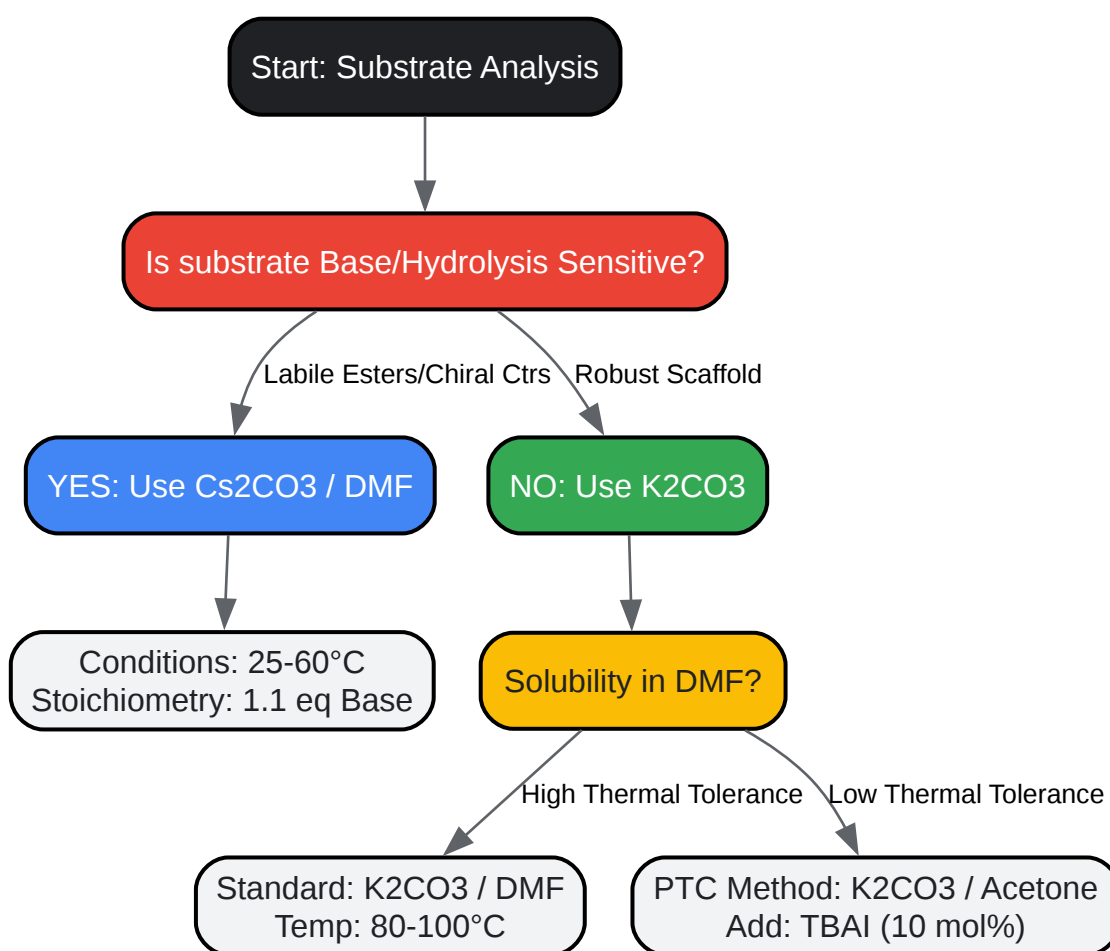 Start: Substrate Analysis
Is substrate Base/Hydrolysis Sensitive?
Labile Esters/Chiral Ctrs
Robust Scaffold
YES: Use Cs2CO3 / DMF
NO: Use K2CO3
Conditions: 25-60°C
Stoichiometry: 1.1 eq Base
Solubility in DMF?
High Thermal Tolerance
Low Thermal Tolerance
Standard: K2CO3 / DMF
Temp: 80-100°C
PTC Method: K2CO3 / Acetone
Add: TBAI (10 mol%)